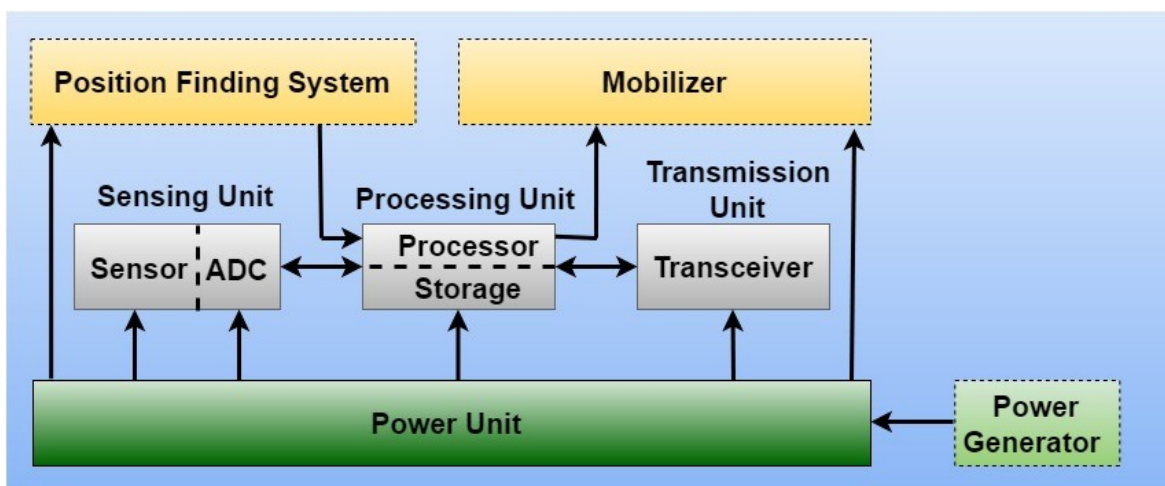 Position Finding System
Mobilizer
Sensing Unit
Processing Unit
Transmission
Unit
Sensor
ADC
Processor
Storage
Transceiver
Power Unit
Power
Generator